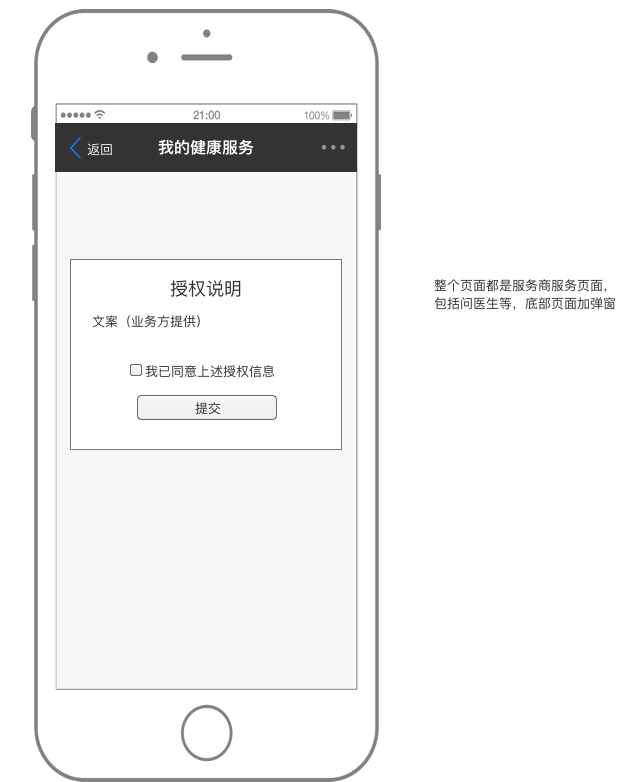 21:00
100%
返回
我的健康服务
授权说明
文案（业务方提供）
我已同意上述授权信息
提交
整个页面都是服务商服务页面，
包括问医生等，底部页面加弹窗